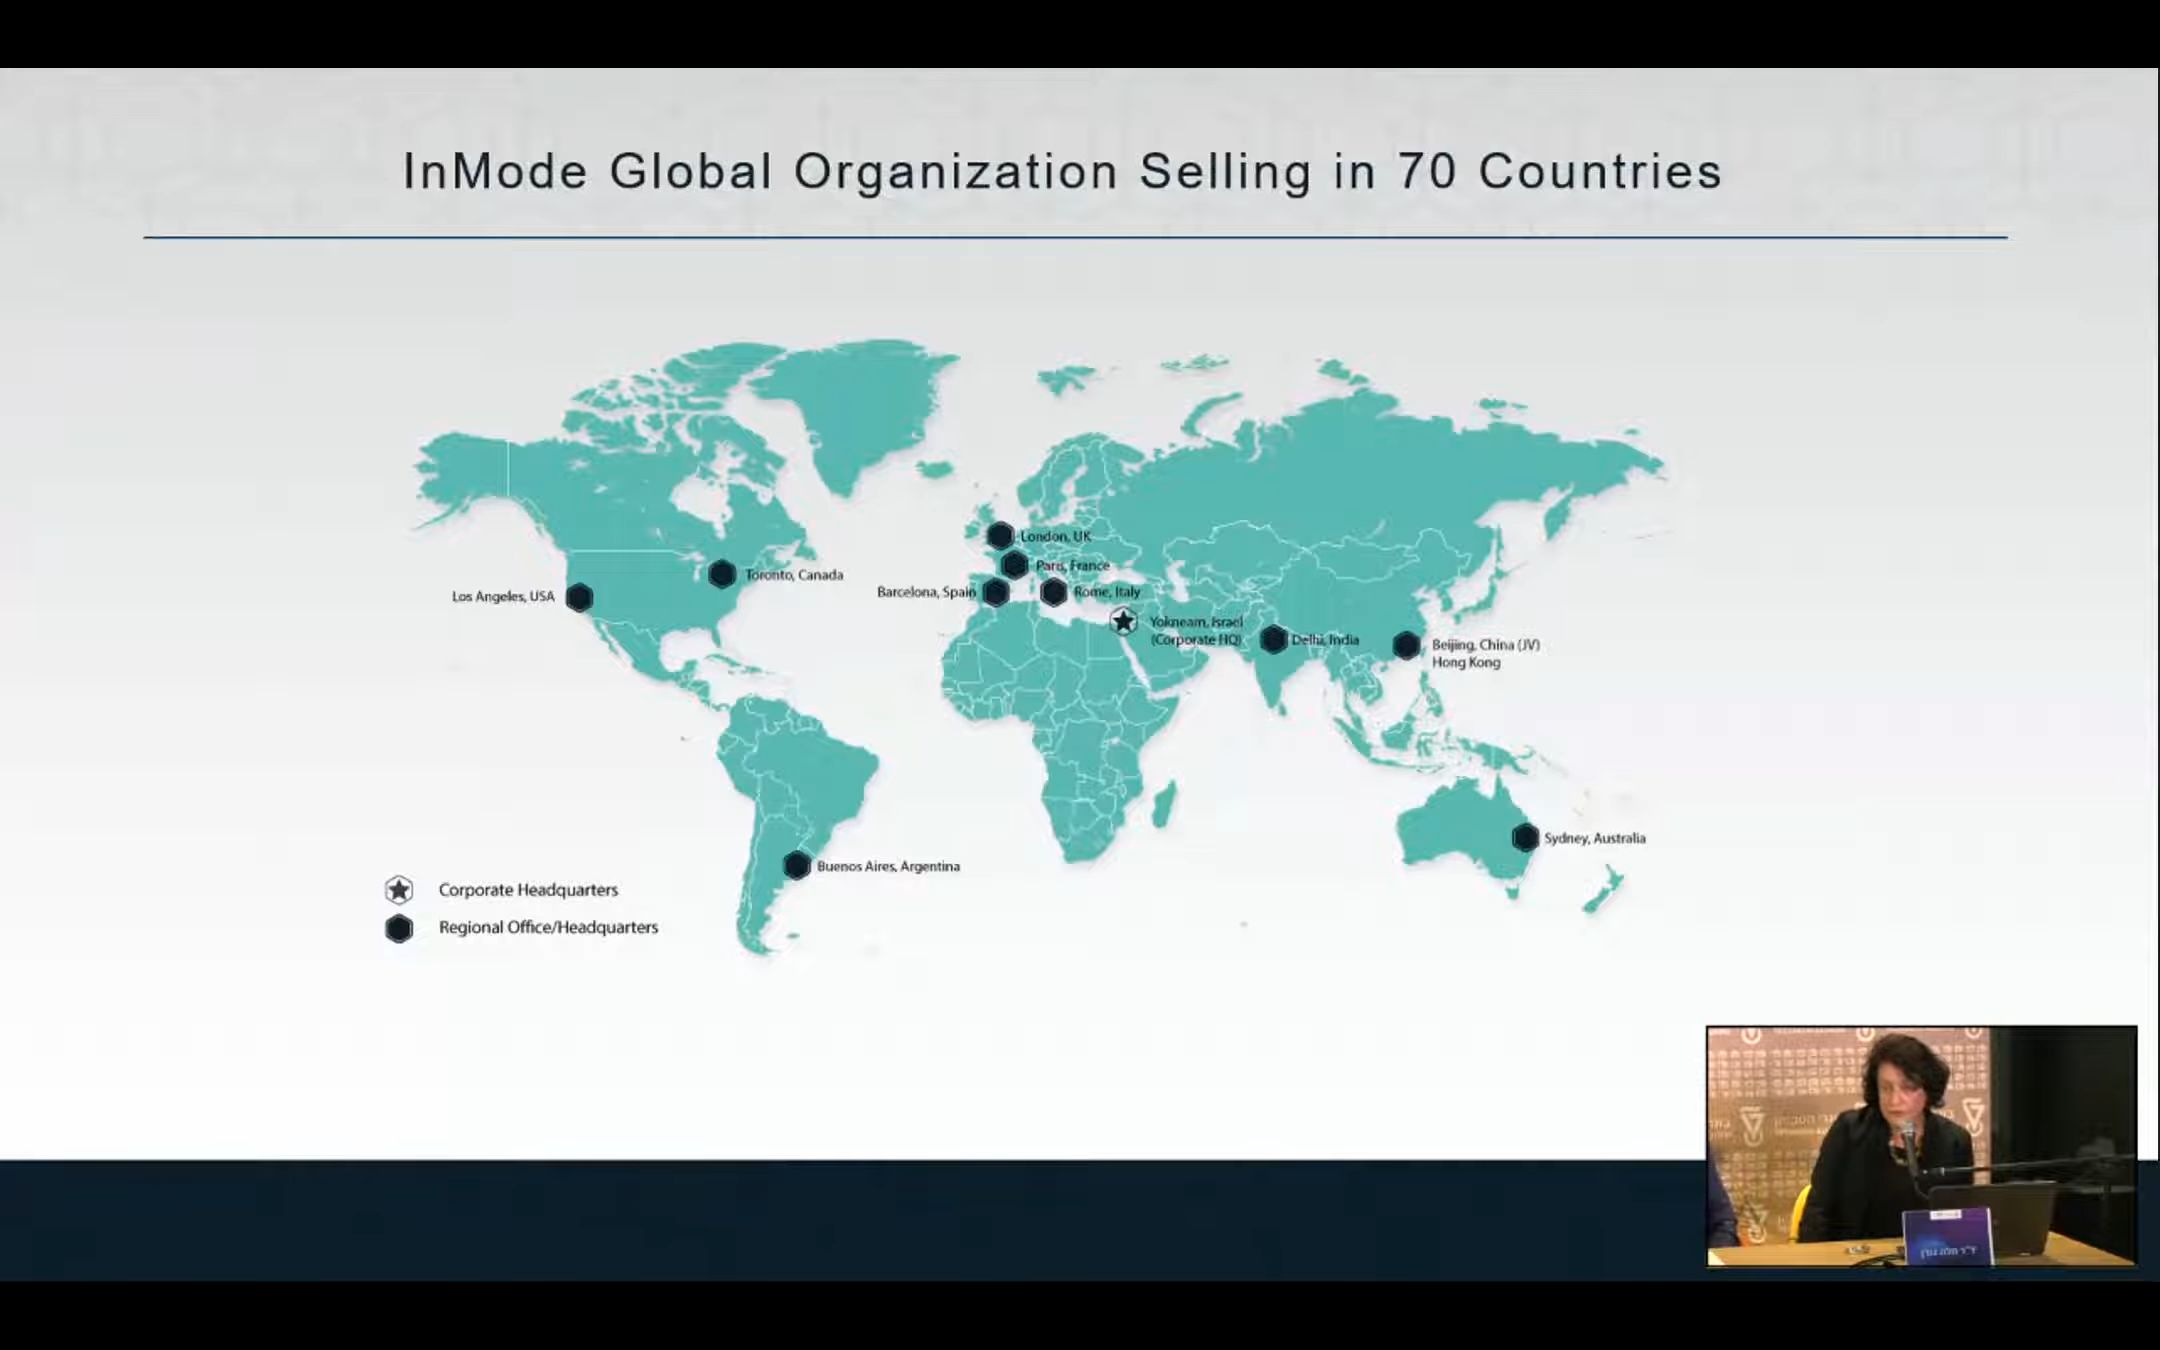 InMode Global Organization Selling in 70 Countries
London, UK
Paris, France
Toronto, Canada
Barcelona, Spain
Rome, Italy
Los Angeles, USA
Yokneam, Israel
(Corporate HQ)
Delhi, India
Beijing, China (JV)
Hong Kong
Sydney, Australia
Buenos Aires, Argentina
Corporate Headquarters
Regional Office/Headquarters